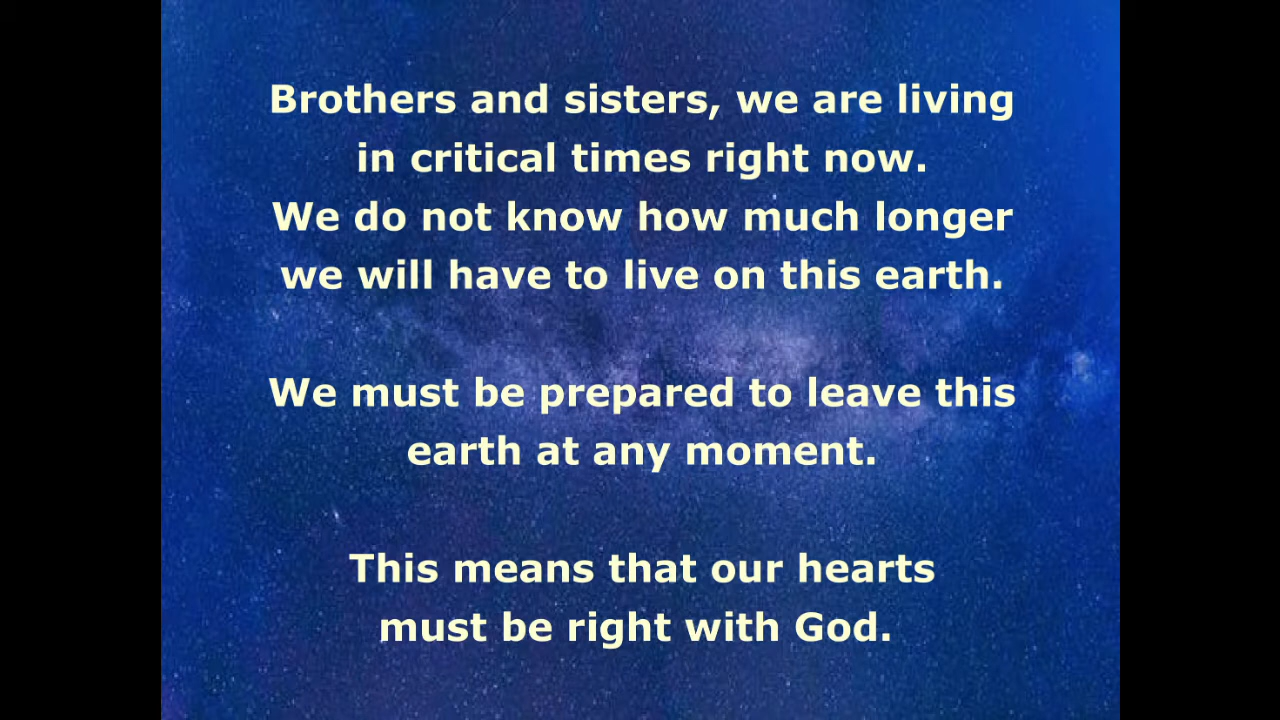 Brothers and sisters, we are living
in critical times right now.
We do not know how much longer
we will have to live on this earth.
We must be prepared to leave this
earth at any moment.
This means that our hearts
must be right with God.